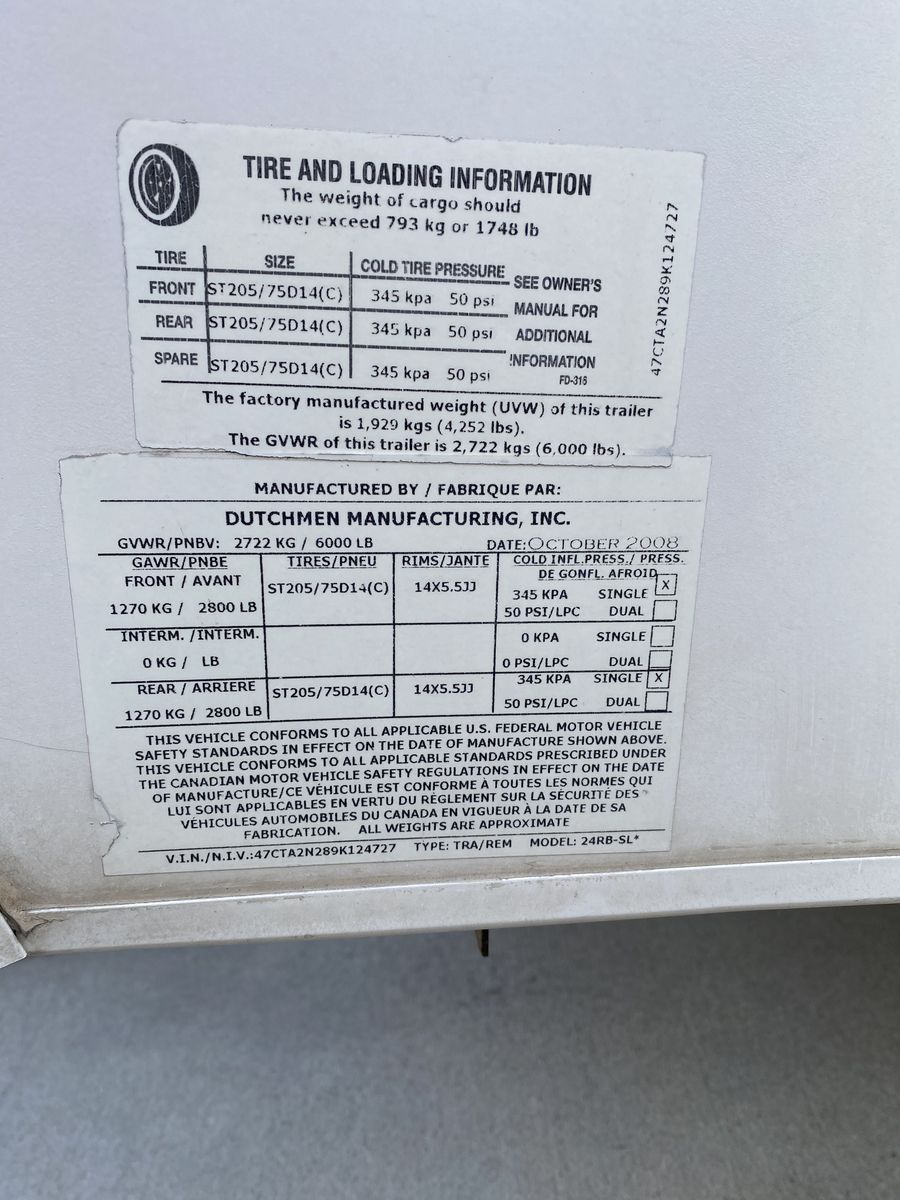 TIRE AND LOADING INFORMATION
The weight of cargo should
never exceed 793 kg or 1748 lb
TIRE SIZE COLD TIRE PRESSURE SEE OWNER'S
FRONT ST205/75D14(C) 345 kpa 50 psi MANUAL FOR
REAR ST205/75D14(C) 345 kpa 50 psi ADDITIONAL
SPARE ST205/75D14(C) 345 kpa 50 psi INFORMATION
FD-316
47CTA2N289K124727
The factory manufactured weight (UVW) of this trailer
is 1,929 kgs (4,252 lbs).
The GVWR of this trailer is 2,722 kgs (6,000 lbs).
MANUFACTURED BY / FABRIQUE PAR:
DUTCHMEN MANUFACTURING, INC.
GVWR/PNBV: 2722 KG / 6000 LB DATE: OCTOBER 2008
GAWR/PNBE TIRES/PNEU RIMS/JANTE COLD INFL.PRESS./ PRESS.
FRONT / AVANT DE GONFL. AFROID
ST205/75D14(C) 14X5.5JJ 345 KPA SINGLE X
1270 KG / 2800 LB 50 PSI/LPC DUAL
INTERM. /INTERM. 0 KPA SINGLE
0 KG / LB 0 PSI/LPC DUAL
REAR / ARRIERE ST205/75D14(C) 14X5.5JJ 345 KPA SINGLE X
1270 KG / 2800 LB 50 PSI/LPC DUAL
THIS VEHICLE CONFORMS TO ALL APPLICABLE U.S. FEDERAL MOTOR VEHICLE
SAFETY STANDARDS IN EFFECT ON THE DATE OF MANUFACTURE SHOWN ABOVE.
THIS VEHICLE CONFORMS TO ALL APPLICABLE STANDARDS PRESCRIBED UNDER
THE CANADIAN MOTOR VEHICLE SAFETY REGULATIONS IN EFFECT ON THE DATE
OF MANUFACTURE/CE VÉHICULE EST CONFORME À TOUTES LES NORMES QUI
LUI SONT APPLICABLES EN VERTU DU RÈGLEMENT SUR LA SÉCURITÉ DES
VÉHICULES AUTOMOBILES DU CANADA EN VIGUEUR À LA DATE DE SA
FABRICATION. ALL WEIGHTS ARE APPROXIMATE
V.I.N./N.I.V.:47CTA2N289K124727 TYPE: TRA/REM MODEL: 24RB-SL*